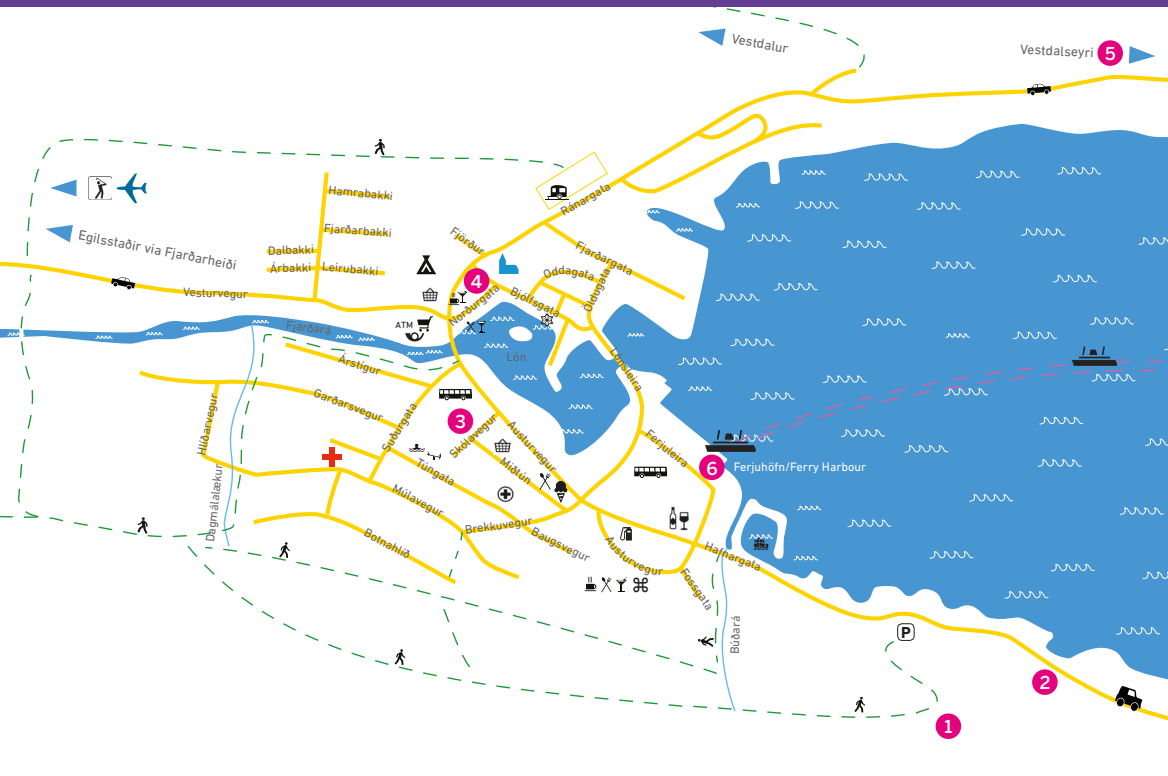 Vestdalur
Vestdalseyri
5
Egilsstaðir via Fjarðarheiði
Hamrabakki
Fjarðarbakki
Dalbakki
Árbakki
Leirubakki
Vesturvegur
Fjarðará
Ránargata
Fjörður
4
Fjarðargata
Oddagata
Öldugata
Bjólfsgata
Norðurgata
ATM
Lón
Lónsleira
Árstígur
Garðarsvegur
Hlíðarvegur
Suðurgata
3
Skólavegur
Austurvegur
Miðtún
Túngata
Múlavegur
Brekkuvegur
Baugsvegur
Botnahlíð
Dagmálalækur
Ferjuleira
6
Ferjuhöfn/Ferry Harbour
Hafnargata
Austurvegur
Fossgata
Búðará
P
2
1